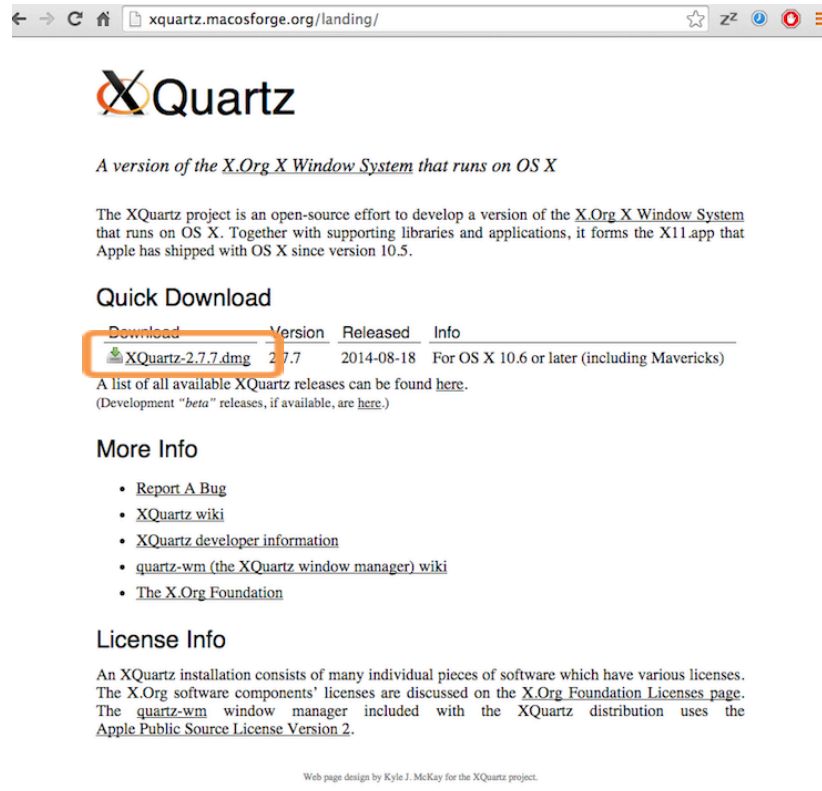 xquartz.macosforge.org/landing/
XQuartz
A version of the X.Org X Window System that runs on OS X
The XQuartz project is an open-source effort to develop a version of the X.Org X Window System
that runs on OS X. Together with supporting libraries and applications, it forms the X11.app that
Apple has shipped with OS X since version 10.5.
Quick Download
Download Version Released Info
XQuartz-2.7.7.dmg 2.7.7 2014-08-18 For OS X 10.6 or later (including Mavericks)
A list of all available XQuartz releases can be found here.
(Development "beta" releases, if available, are here.)
More Info
• Report A Bug
• XQuartz wiki
• XQuartz developer information
• quartz-wm (the XQuartz window manager) wiki
• The X.Org Foundation
License Info
An XQuartz installation consists of many individual pieces of software which have various licenses.
The X.Org software components' licenses are discussed on the X.Org Foundation Licenses page.
The quartz-wm window manager included with the XQuartz distribution uses the
Apple Public Source License Version 2.
Web page design by Kyle J. McKay for the XQuartz project.